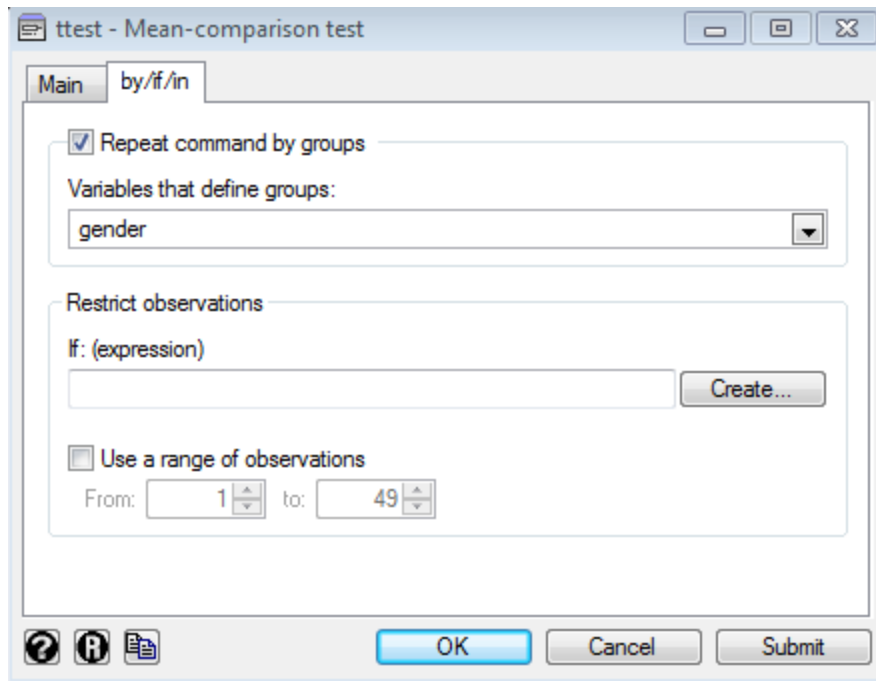 ttest - Mean-comparison test
Main by/if/in
Repeat command by groups
Variables that define groups:
gender
Restrict observations
If: (expression)
Create...
Use a range of observations
From: 1 to: 49
? R OK Cancel Submit